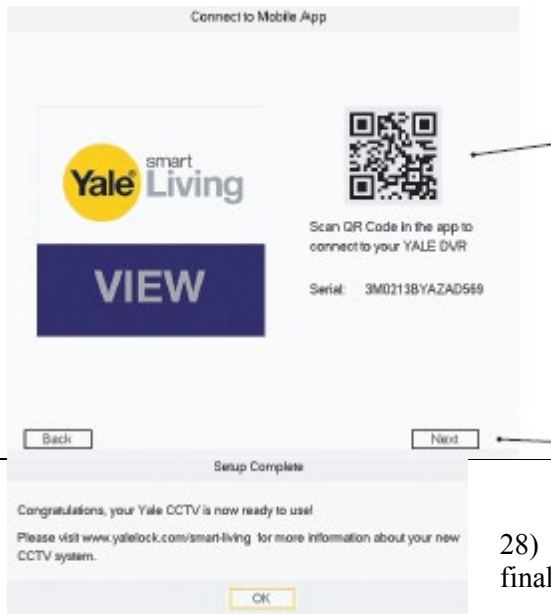 Connect to Mobile App
Yale smart Living
VIEW
Scan QR Code in the app to
connect to your YALE DVR
Serial: 3M0213BYAZAD569
Back
Next
Setup Complete
Congratulations, your Yale CCTV is now ready to use!
Please visit www.yalelock.com/smart-living for more information about your new
CCTV system.
OK
28)
final